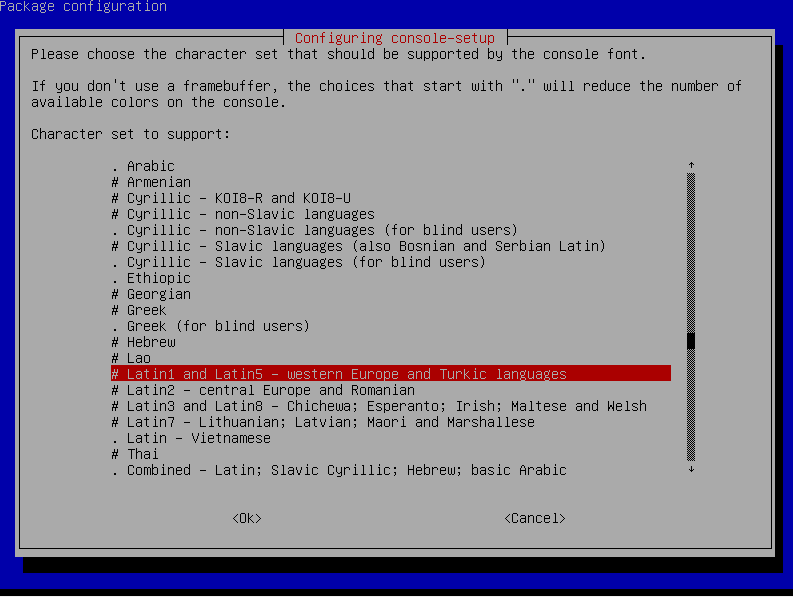 Package configuration
Configuring console-setup
Please choose the character set that should be supported by the console font.
If you don't use a framebuffer, the choices that start with "." will reduce the number of
available colors on the console.
Character set to support:
. Arabic
# Armenian
# Cyrillic - KOI8-R and KOI8-U
# Cyrillic - non-Slavic languages
. Cyrillic - non-Slavic languages (for blind users)
# Cyrillic - Slavic languages (also Bosnian and Serbian Latin)
. Cyrillic - Slavic languages (for blind users)
. Ethiopic
# Georgian
# Greek
. Greek (for blind users)
# Hebrew
# Lao
# Latin1 and Latin5 - western Europe and Turkic languages
# Latin2 - central Europe and Romanian
# Latin3 and Latin8 - Chichewa; Esperanto; Irish; Maltese and Welsh
# Latin7 - Lithuanian; Latvian; Maori and Marshallese
. Latin - Vietnamese
# Thai
. Combined - Latin; Slavic Cyrillic; Hebrew; basic Arabic
<Ok> <Cancel>